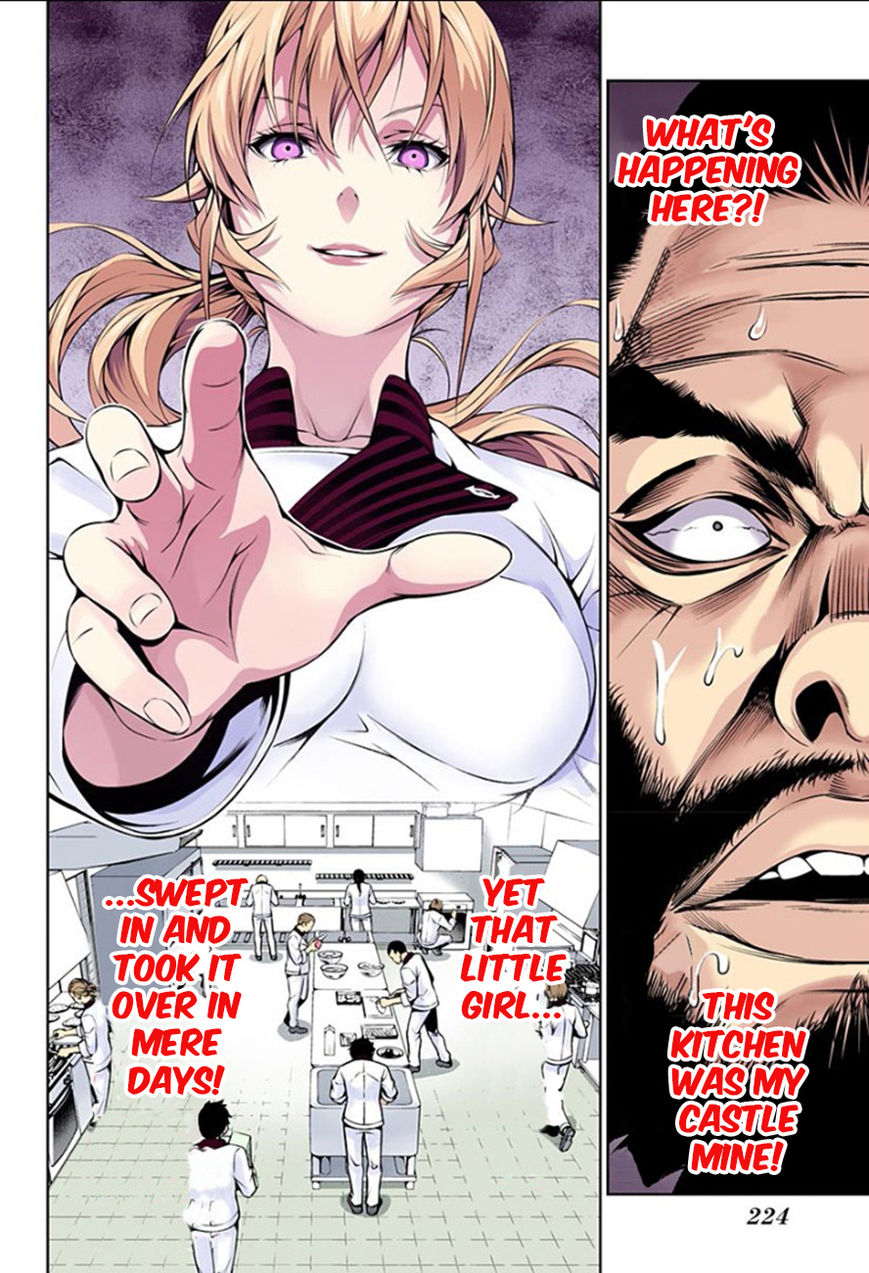 WHAT'S
HAPPENING
HERE?!
THIS
KITCHEN
WAS MY
CASTLE
MINE!
YET
THAT
LITTLE
GIRL...
...SWEPT
IN AND
TOOK IT
OVER IN
MERE
DAYS!
224